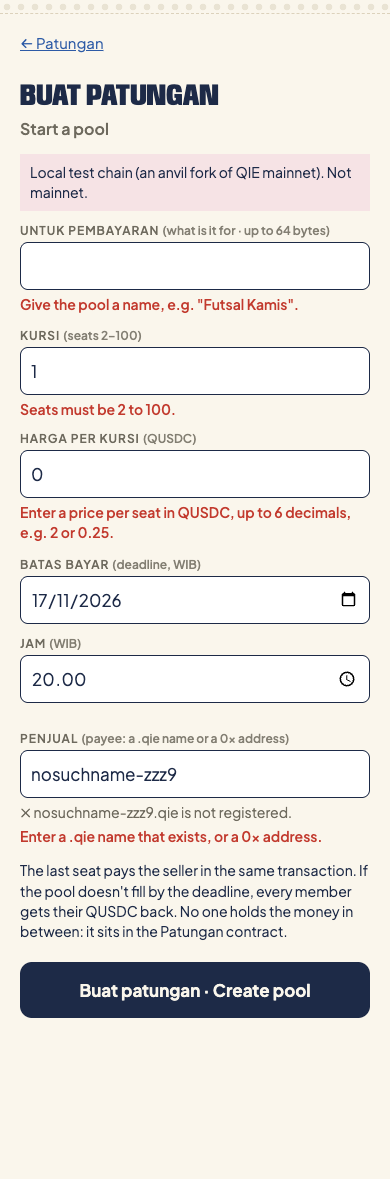 ← Patungan
BUAT PATUNGAN
Start a pool
Local test chain (an anvil fork of QIE mainnet). Not
mainnet.
UNTUK PEMBAYARAN (what is it for · up to 64 bytes)
Give the pool a name, e.g. "Futsal Kamis".
KURSI (seats 2–100)
1
Seats must be 2 to 100.
HARGA PER KURSI (QUSDC)
0
Enter a price per seat in QUSDC, up to 6 decimals,
e.g. 2 or 0.25.
BATAS BAYAR (deadline, WIB)
17/11/2026
JAM (WIB)
20.00
PENJUAL (payee: a .qie name or a 0x address)
nosuchname-zzz9
✕ nosuchname-zzz9.qie is not registered.
Enter a .qie name that exists, or a 0x address.
The last seat pays the seller in the same transaction. If
the pool doesn't fill by the deadline, every member
gets their QUSDC back. No one holds the money in
between: it sits in the Patungan contract.
Buat patungan · Create pool